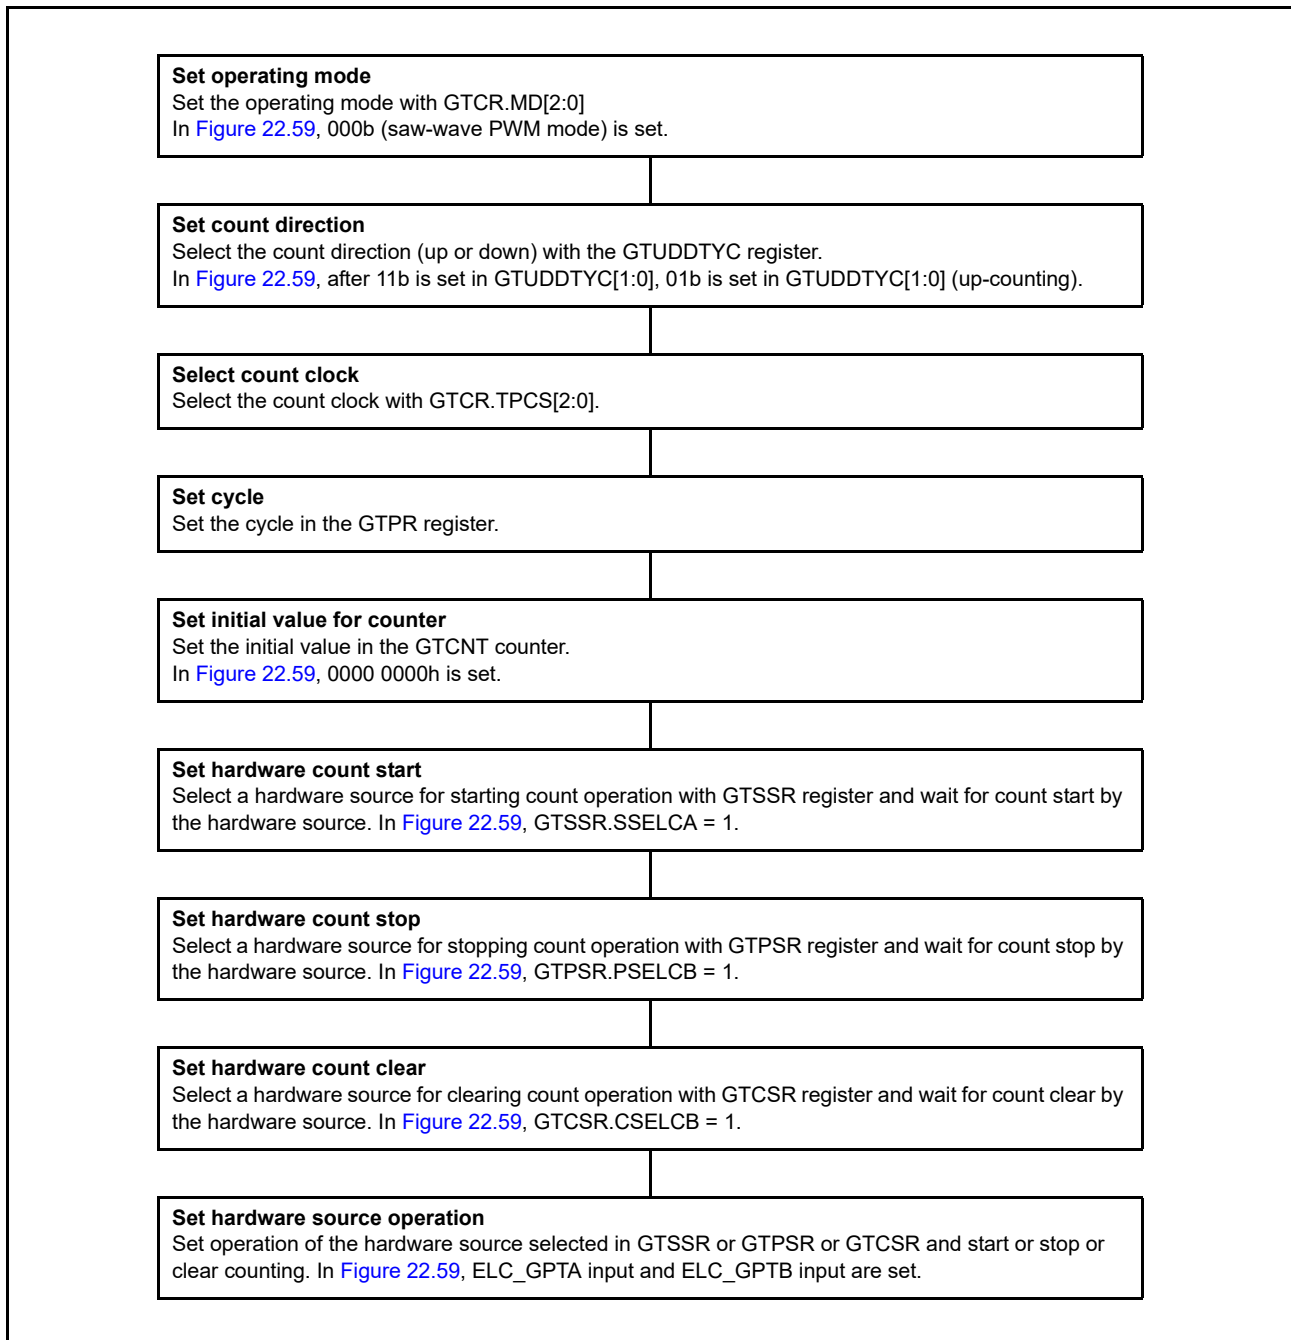 Set operating mode
Set the operating mode with GTCR.MD[2:0]
In Figure 22.59, 000b (saw-wave PWM mode) is set.
Set count direction
Select the count direction (up or down) with the GTUDDTYC register.
In Figure 22.59, after 11b is set in GTUDDTYC[1:0], 01b is set in GTUDDTYC[1:0] (up-counting).
Select count clock
Select the count clock with GTCR.TPCS[2:0].
Set cycle
Set the cycle in the GTPR register.
Set initial value for counter
Set the initial value in the GTCNT counter.
In Figure 22.59, 0000 0000h is set.
Set hardware count start
Select a hardware source for starting count operation with GTSSR register and wait for count start by
the hardware source. In Figure 22.59, GTSSR.SSELCA = 1.
Set hardware count stop
Select a hardware source for stopping count operation with GTPSR register and wait for count stop by
the hardware source. In Figure 22.59, GTPSR.PSELCB = 1.
Set hardware count clear
Select a hardware source for clearing count operation with GTCSR register and wait for count clear by
the hardware source. In Figure 22.59, GTCSR.CSELCB = 1.
Set hardware source operation
Set operation of the hardware source selected in GTSSR or GTPSR or GTCSR and start or stop or
clear counting. In Figure 22.59, ELC_GPTA input and ELC_GPTB input are set.